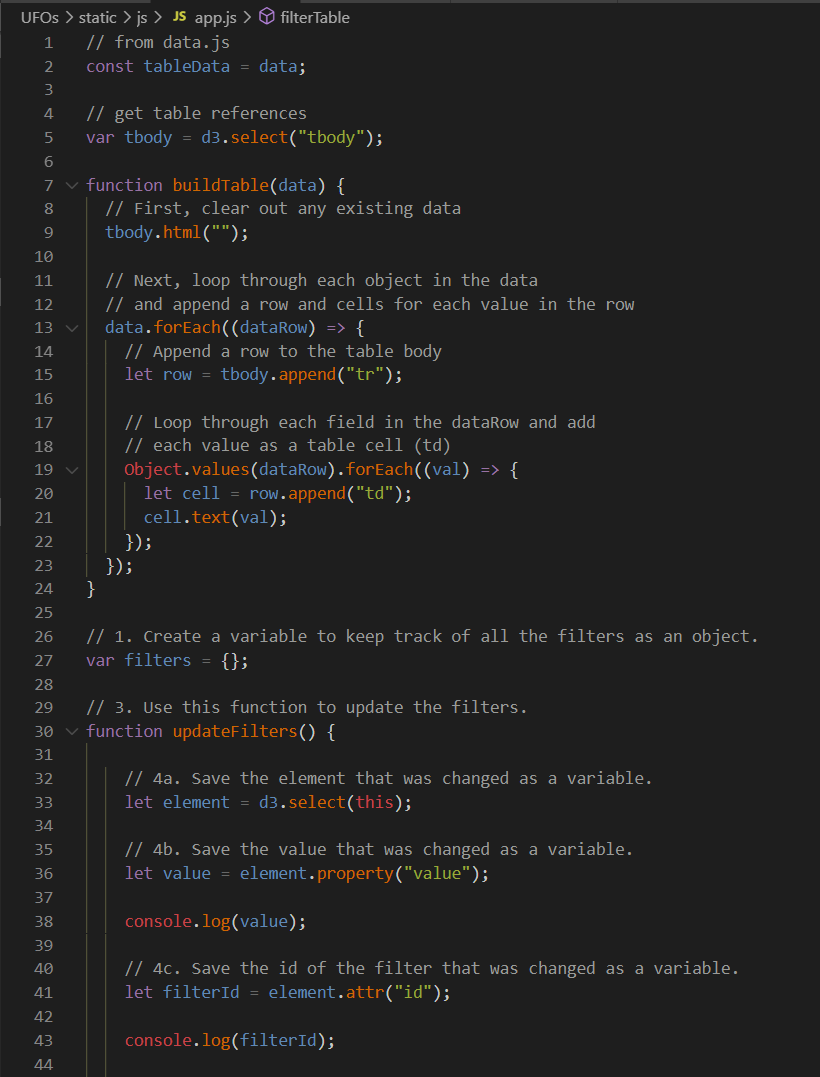 UFOs > static > js > JS app.js > filterTable
1 // from data.js
2 const tableData = data;
3
4 // get table references
5 var tbody = d3.select("tbody");
6
7 function buildTable(data) {
8 // First, clear out any existing data
9 tbody.html("");
10
11 // Next, loop through each object in the data
12 // and append a row and cells for each value in the row
13 data.forEach((dataRow) => {
14 // Append a row to the table body
15 let row = tbody.append("tr");
16
17 // Loop through each field in the dataRow and add
18 // each value as a table cell (td)
19 Object.values(dataRow).forEach((val) => {
20 let cell = row.append("td");
21 cell.text(val);
22 });
23 });
24 }
25
26 // 1. Create a variable to keep track of all the filters as an object.
27 var filters = {};
28
29 // 3. Use this function to update the filters.
30 function updateFilters() {
31
32 // 4a. Save the element that was changed as a variable.
33 let element = d3.select(this);
34
35 // 4b. Save the value that was changed as a variable.
36 let value = element.property("value");
37
38 console.log(value);
39
40 // 4c. Save the id of the filter that was changed as a variable.
41 let filterId = element.attr("id");
42
43 console.log(filterId);
44